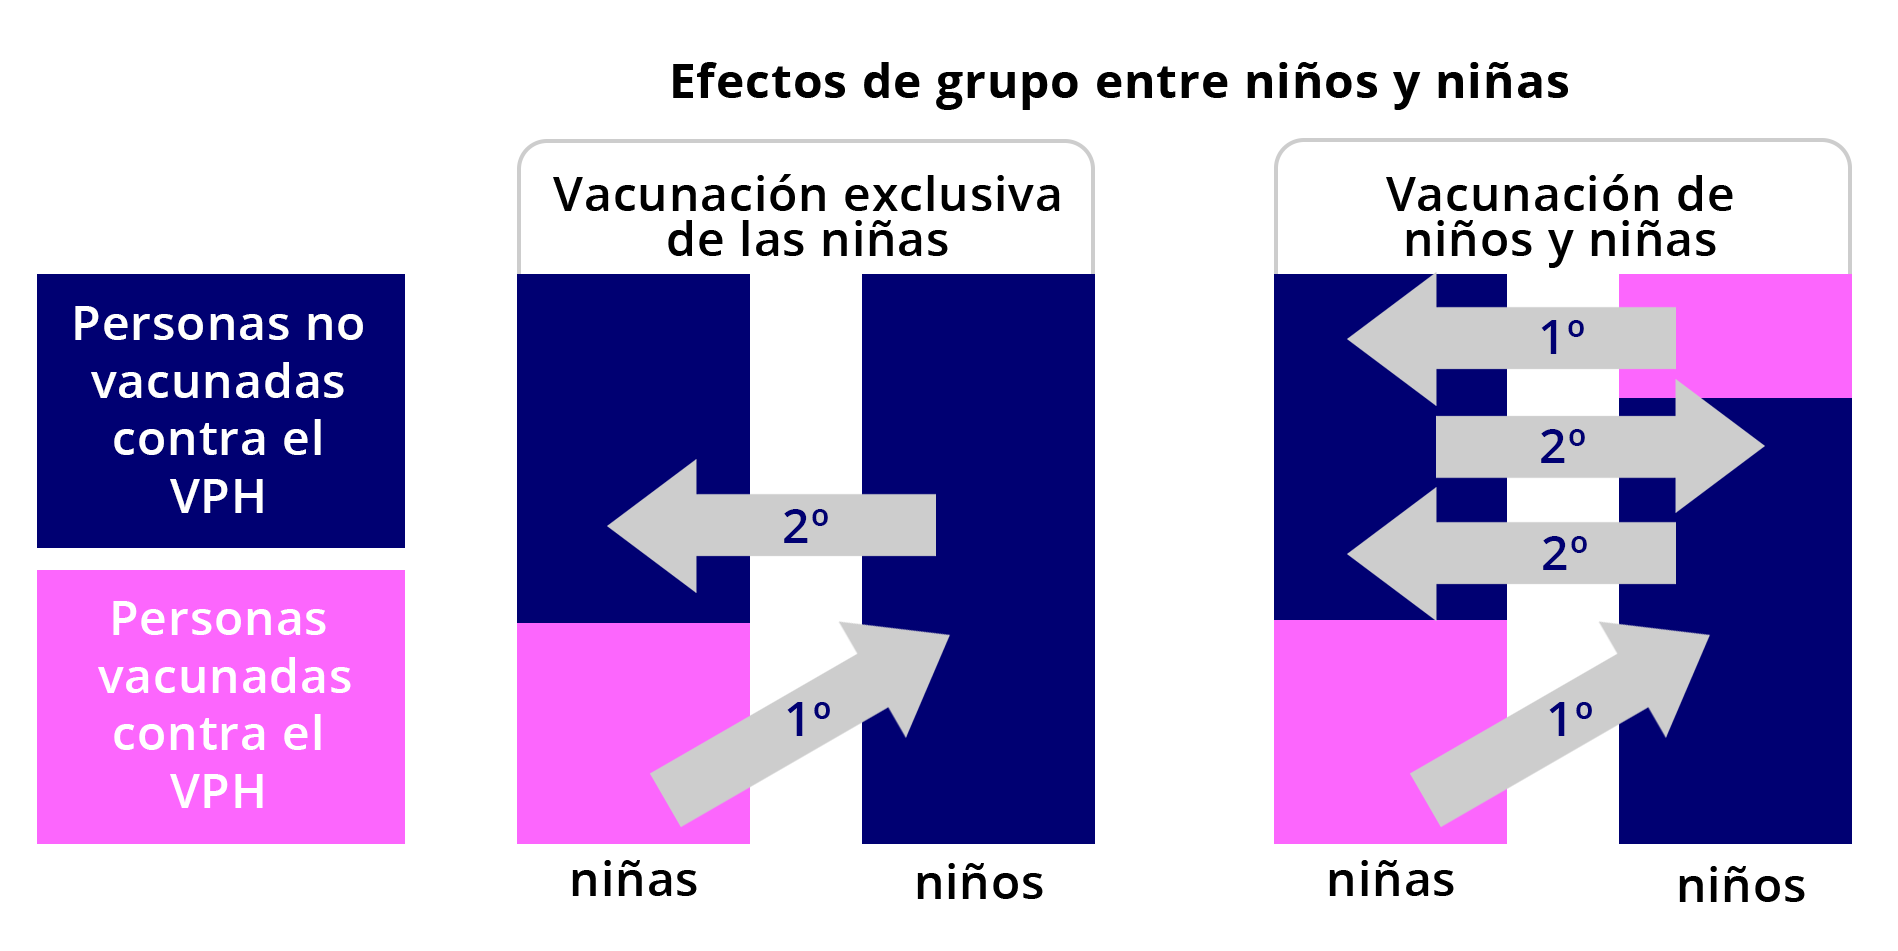 Efectos de grupo entre niños y niñas
Vacunación exclusiva
de las niñas
Vacunación de
niños y niñas
Personas no
vacunadas
contra el
VPH
Personas
vacunadas
contra el
VPH
2º
1º
1º
2º
2º
1º
niñas
niños
niñas
niños